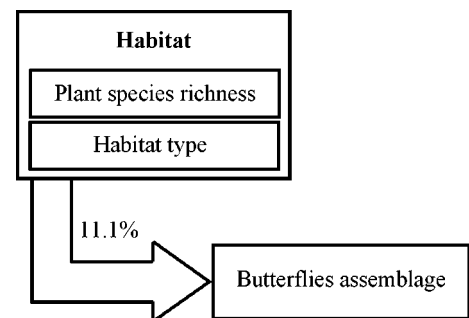 Habitat
Plant species richness
Habitat type
11.1%
Butterflies assemblage